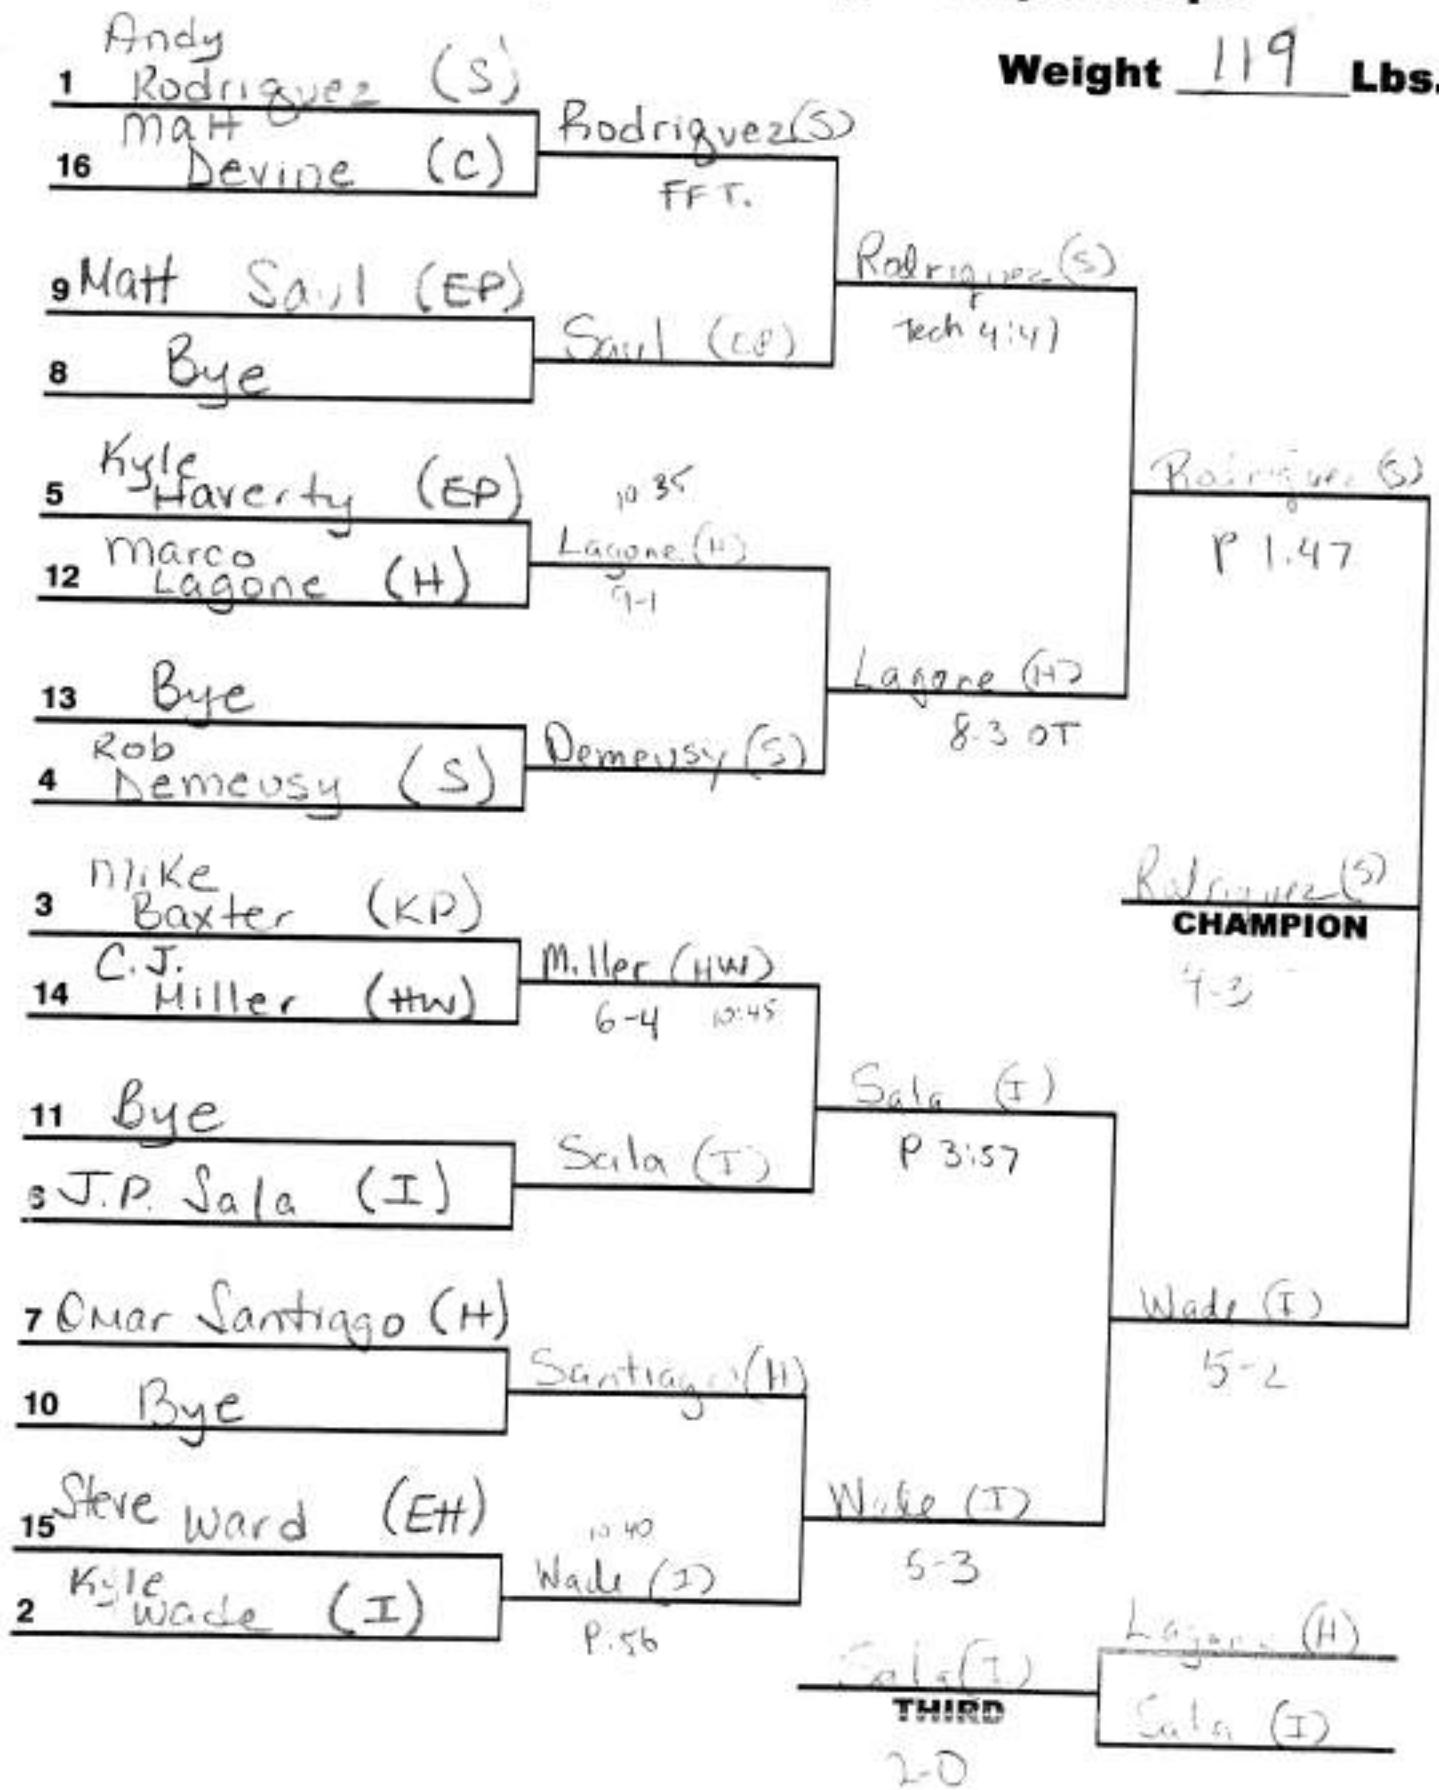 Weight 119 Lbs.
Andy
1 Rodriguez (S)
Matt
16 Devine (C)
Rodriguez (S)
FFT.
9 Matt Saul (EP)
8 Bye
Saul (EP)
Rodriguez (S)
Tech 4:47
Kyle
5 Haverty (EP)
Marco
12 Lagone (H)
10:35
Lagone (H)
9-1
13 Bye
Rob
4 Demeusy (S)
Demeusy (S)
Lagone (H)
8-3 OT
Rodriguez (S)
P 1:47
Mike
3 Baxter (KP)
C.J.
14 Miller (HW)
Miller (HW)
6-4 10:45
11 Bye
6 J.P. Sala (I)
Sala (I)
Sala (I)
P 3:57
7 Omar Santiago (H)
10 Bye
Santiago (H)
15 Steve Ward (EH)
Kyle
2 Wade (I)
10:40
Wade (I)
P :56
Wade (I)
5-3
Wade (I)
5-2
Rodriguez (S)
CHAMPION
4-3
Lagone (H)
Sala (I)
Sala (I)
THIRD
2-0